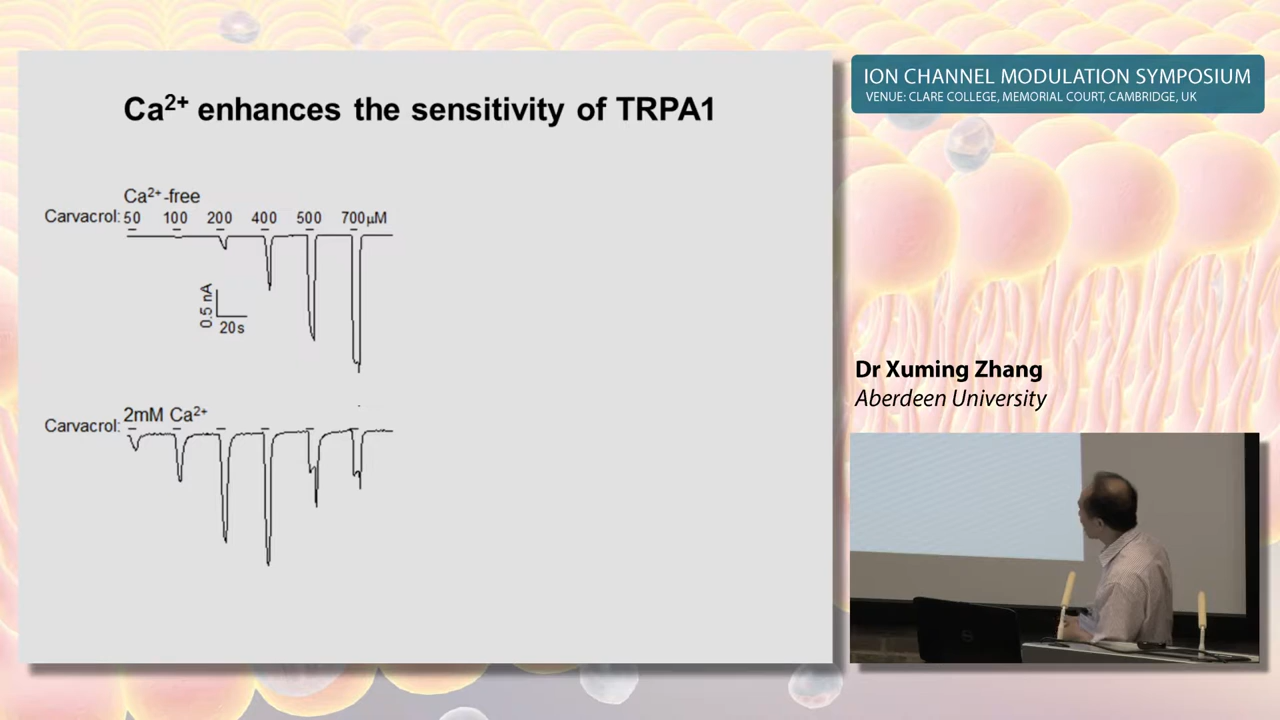 Ca²⁺ enhances the sensitivity of TRPA1
Ca²⁺-free
Carvacrol: 50 100 200 400 500 700μM
0.5 nA
20s
2mM Ca²⁺
Carvacrol:
ION CHANNEL MODULATION SYMPOSIUM
VENUE: CLARE COLLEGE, MEMORIAL COURT, CAMBRIDGE, UK
Dr Xuming Zhang
Aberdeen University